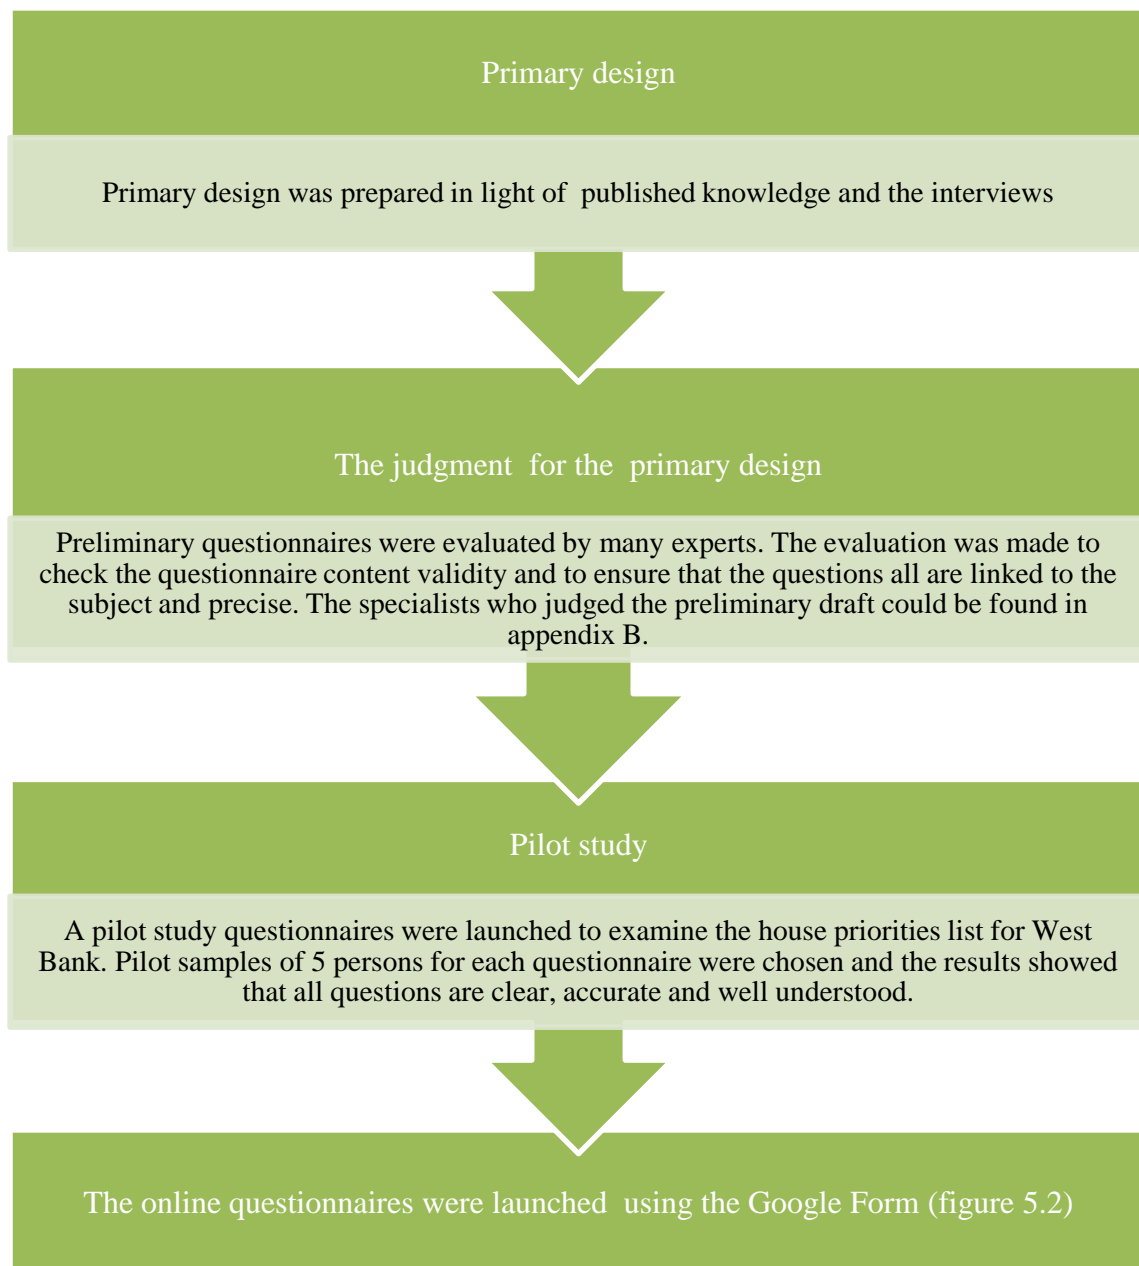 Primary design
Primary design was prepared in light of  published knowledge and the interviews
The judgment  for the  primary design
Preliminary questionnaires were evaluated by many experts. The evaluation was made to
check the questionnaire content validity and to ensure that the questions all are linked to the
subject and precise. The specialists who judged the preliminary draft could be found in
appendix B.
Pilot study
A pilot study questionnaires were launched to examine the house priorities list for West
Bank. Pilot samples of 5 persons for each questionnaire were chosen and the results showed
that all questions are clear, accurate and well understood.
The online questionnaires were launched  using the Google Form (figure 5.2)